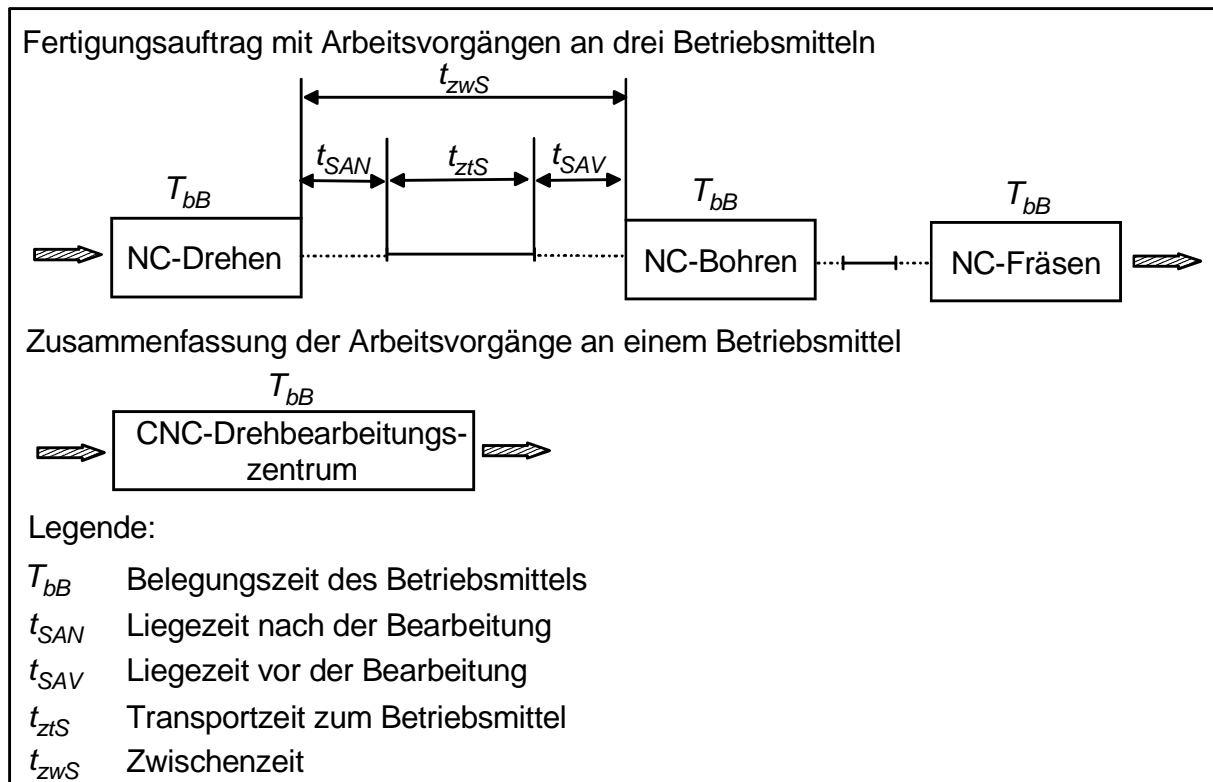 Fertigungsauftrag mit Arbeitsvorgängen an drei Betriebsmitteln
t_zwS
t_SAN t_ztS t_SAV
T_bB T_bB T_bB
NC-Drehen NC-Bohren NC-Fräsen
Zusammenfassung der Arbeitsvorgänge an einem Betriebsmittel
T_bB
CNC-Drehbearbeitungs-
zentrum
Legende:
T_bB Belegungszeit des Betriebsmittels
t_SAN Liegezeit nach der Bearbeitung
t_SAV Liegezeit vor der Bearbeitung
t_ztS Transportzeit zum Betriebsmittel
t_zwS Zwischenzeit